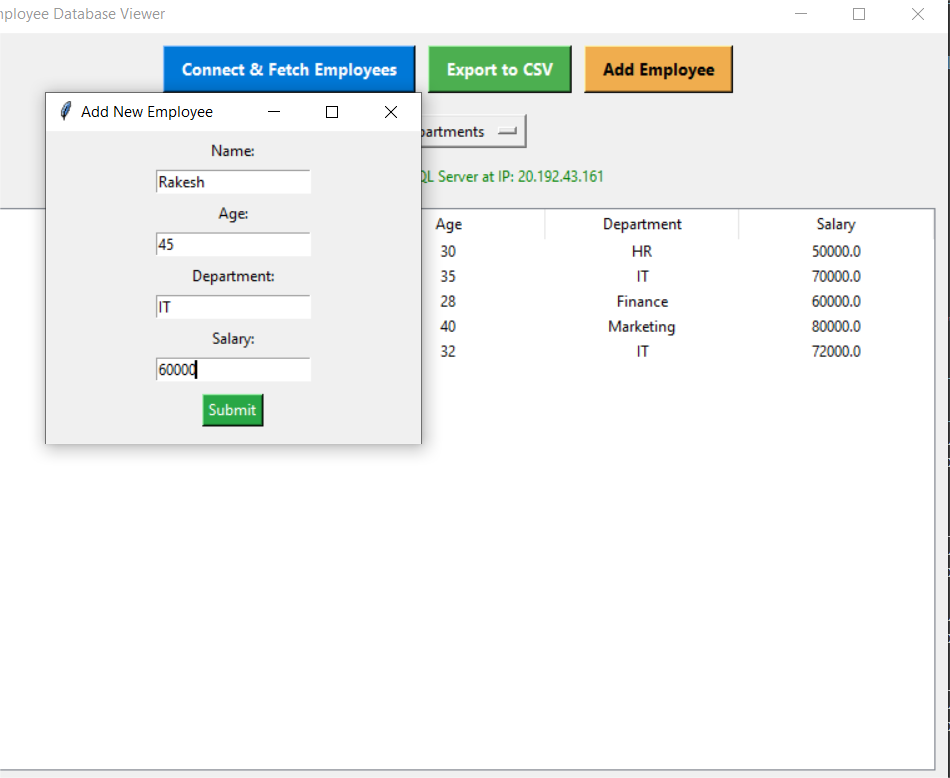 mployee Database Viewer
Connect & Fetch Employees Export to CSV Add Employee
Add New Employee
partments
QL Server at IP: 20.192.43.161
Name:
Rakesh
Age:
45
Department:
IT
Salary:
60000
Submit
Age Department Salary
30 HR 50000.0
35 IT 70000.0
28 Finance 60000.0
40 Marketing 80000.0
32 IT 72000.0